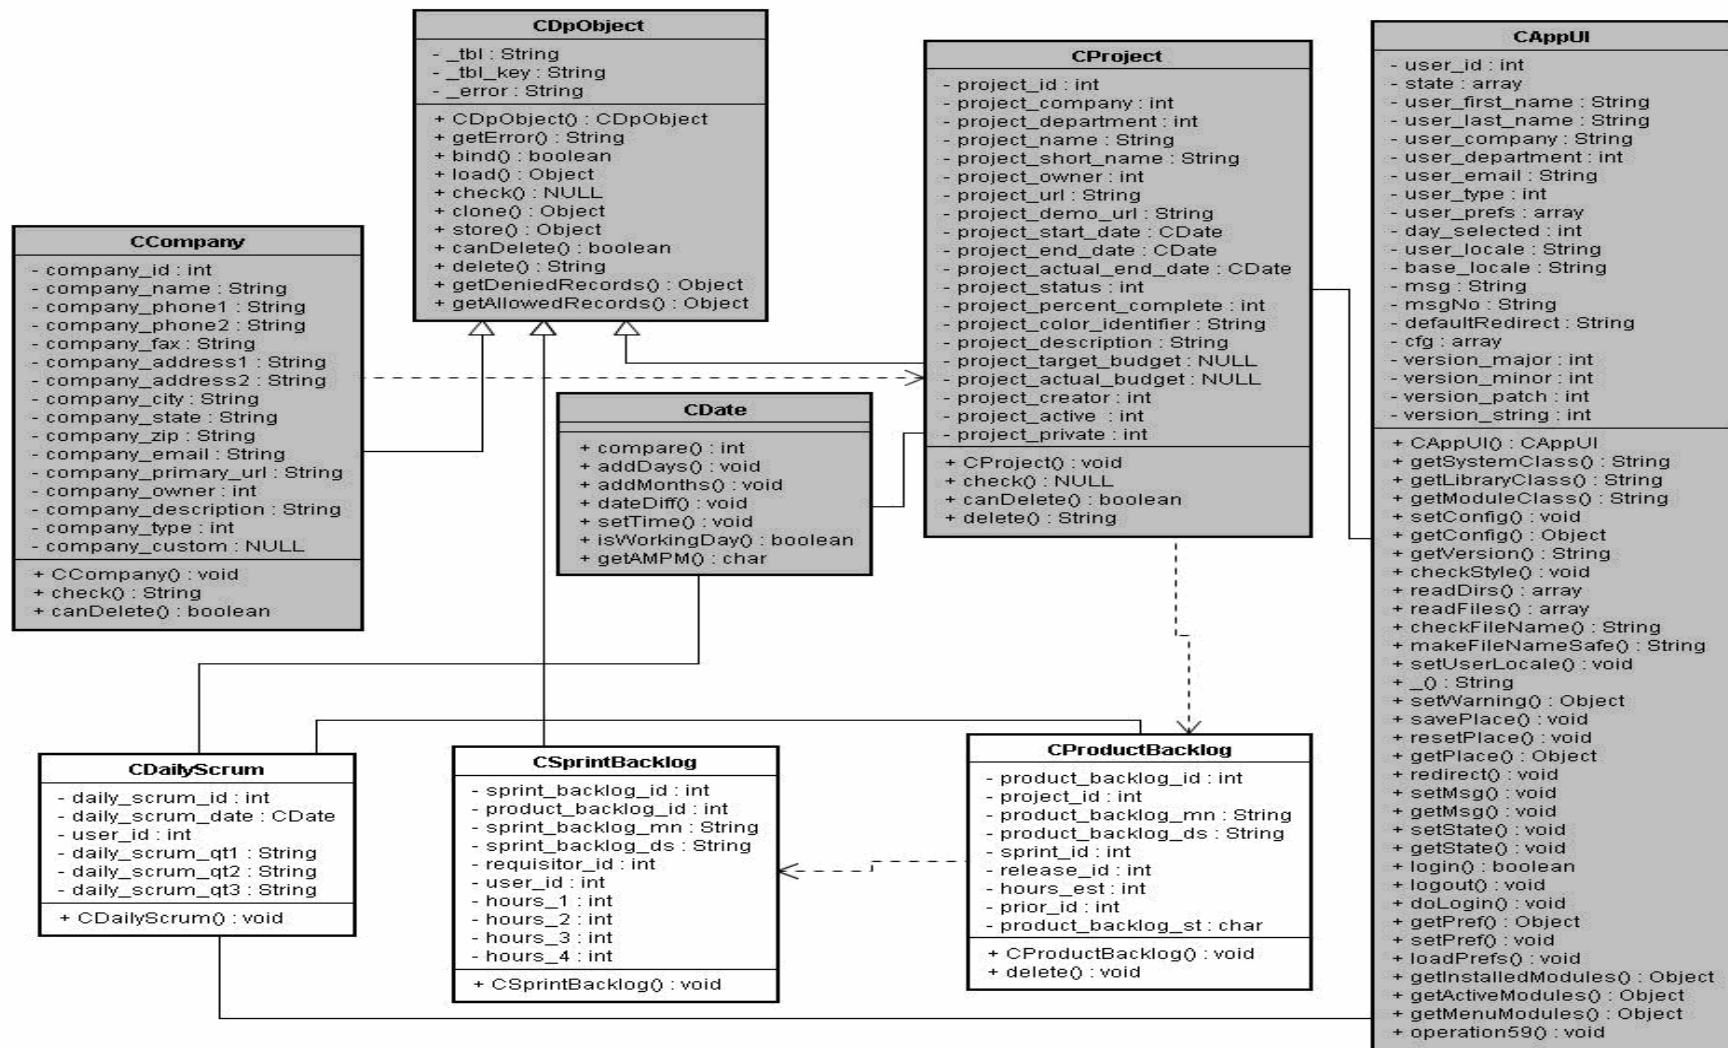 CDpObject
- _tbl : String
- _tbl_key : String
- _error : String
+ CDpObject() : CDpObject
+ getError() : String
+ bind() : boolean
+ load() : Object
+ check() : NULL
+ clone() : Object
+ store() : Object
+ canDelete() : boolean
+ delete() : String
+ getDeniedRecords() : Object
+ getAllowedRecords() : Object
CProject
- project_id : int
- project_company : int
- project_department : int
- project_name : String
- project_short_name : String
- project_owner : int
- project_url : String
- project_demo_url : String
- project_start_date : CDate
- project_end_date : CDate
- project_actual_end_date : CDate
- project_status : int
- project_percent_complete : int
- project_color_identifier : String
- project_description : String
- project_target_budget : NULL
- project_actual_budget : NULL
- project_creator : int
- project_active : int
- project_private : int
+ CProject() : void
+ check() : NULL
+ canDelete() : boolean
+ delete() : String
CAppUI
- user_id : int
- state : array
- user_first_name : String
- user_last_name : String
- user_company : String
- user_department : int
- user_email : String
- user_type : int
- user_prefs : array
- day_selected : int
- user_locale : String
- base_locale : String
- msg : String
- msgNo : String
- defaultRedirect : String
- cfg : array
- version_major : int
- version_minor : int
- version_patch : int
- version_string : int
+ CAppUI() : CAppUI
+ getSystemClass() : String
+ getLibraryClass() : String
+ getModuleClass() : String
+ setConfig() : void
+ getConfig() : Object
+ getVersion() : String
+ checkStyle() : void
+ readDirs() : array
+ readFiles() : array
+ checkFileName() : String
+ makeFileNameSafe() : String
+ setUserLocale() : void
+ _() : String
+ setWarning() : Object
+ savePlace() : void
+ resetPlace() : void
+ getPlace() : Object
+ redirect() : void
+ setMsg() : void
+ getMsg() : void
+ setState() : void
+ getState() : void
+ login() : boolean
+ logout() : void
+ doLogin() : void
+ getPref() : Object
+ setPref() : void
+ loadPrefs() : void
+ getInstalledModules() : Object
+ getActiveModules() : Object
+ getMenuModules() : Object
+ operation59() : void
CCompany
- company_id : int
- company_name : String
- company_phone1 : String
- company_phone2 : String
- company_fax : String
- company_address1 : String
- company_address2 : String
- company_city : String
- company_state : String
- company_zip : String
- company_email : String
- company_primary_url : String
- company_owner : int
- company_description : String
- company_type : int
- company_custom : NULL
+ CCompany() : void
+ check() : String
+ canDelete() : boolean
CDate
+ compare() : int
+ addDays() : void
+ addMonths() : void
+ dateDiff() : void
+ setTime() : void
+ isWorkingDay() : boolean
+ getAMPM() : char
CDailyScrum
- daily_scrum_id : int
- daily_scrum_date : CDate
- user_id : int
- daily_scrum_qt1 : String
- daily_scrum_qt2 : String
- daily_scrum_qt3 : String
+ CDailyScrum() : void
CSprintBacklog
- sprint_backlog_id : int
- product_backlog_id : int
- sprint_backlog_mn : String
- sprint_backlog_ds : String
- requisitor_id : int
- user_id : int
- hours_1 : int
- hours_2 : int
- hours_3 : int
- hours_4 : int
+ CSprintBacklog() : void
CProductBacklog
- product_backlog_id : int
- project_id : int
- product_backlog_mn : String
- product_backlog_ds : String
- sprint_id : int
- release_id : int
- hours_est : int
- prior_id : int
- product_backlog_st : char
+ CProductBacklog() : void
+ delete() : void